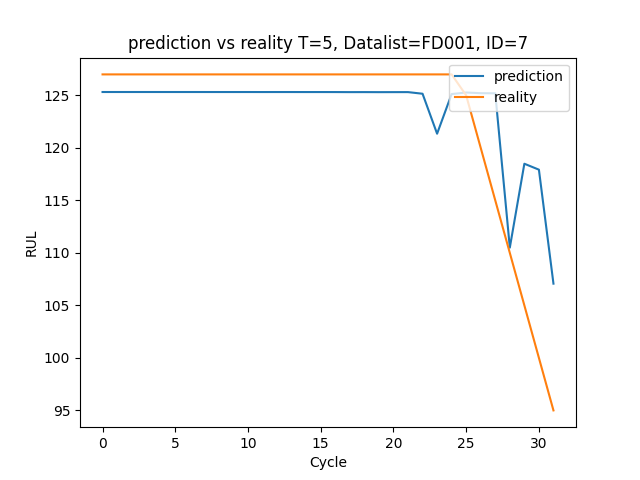 prediction vs reality T=5, Datalist=FD001, ID=7
prediction
reality
125
120
115
110
105
100
95
RUL
0 5 10 15 20 25 30
Cycle